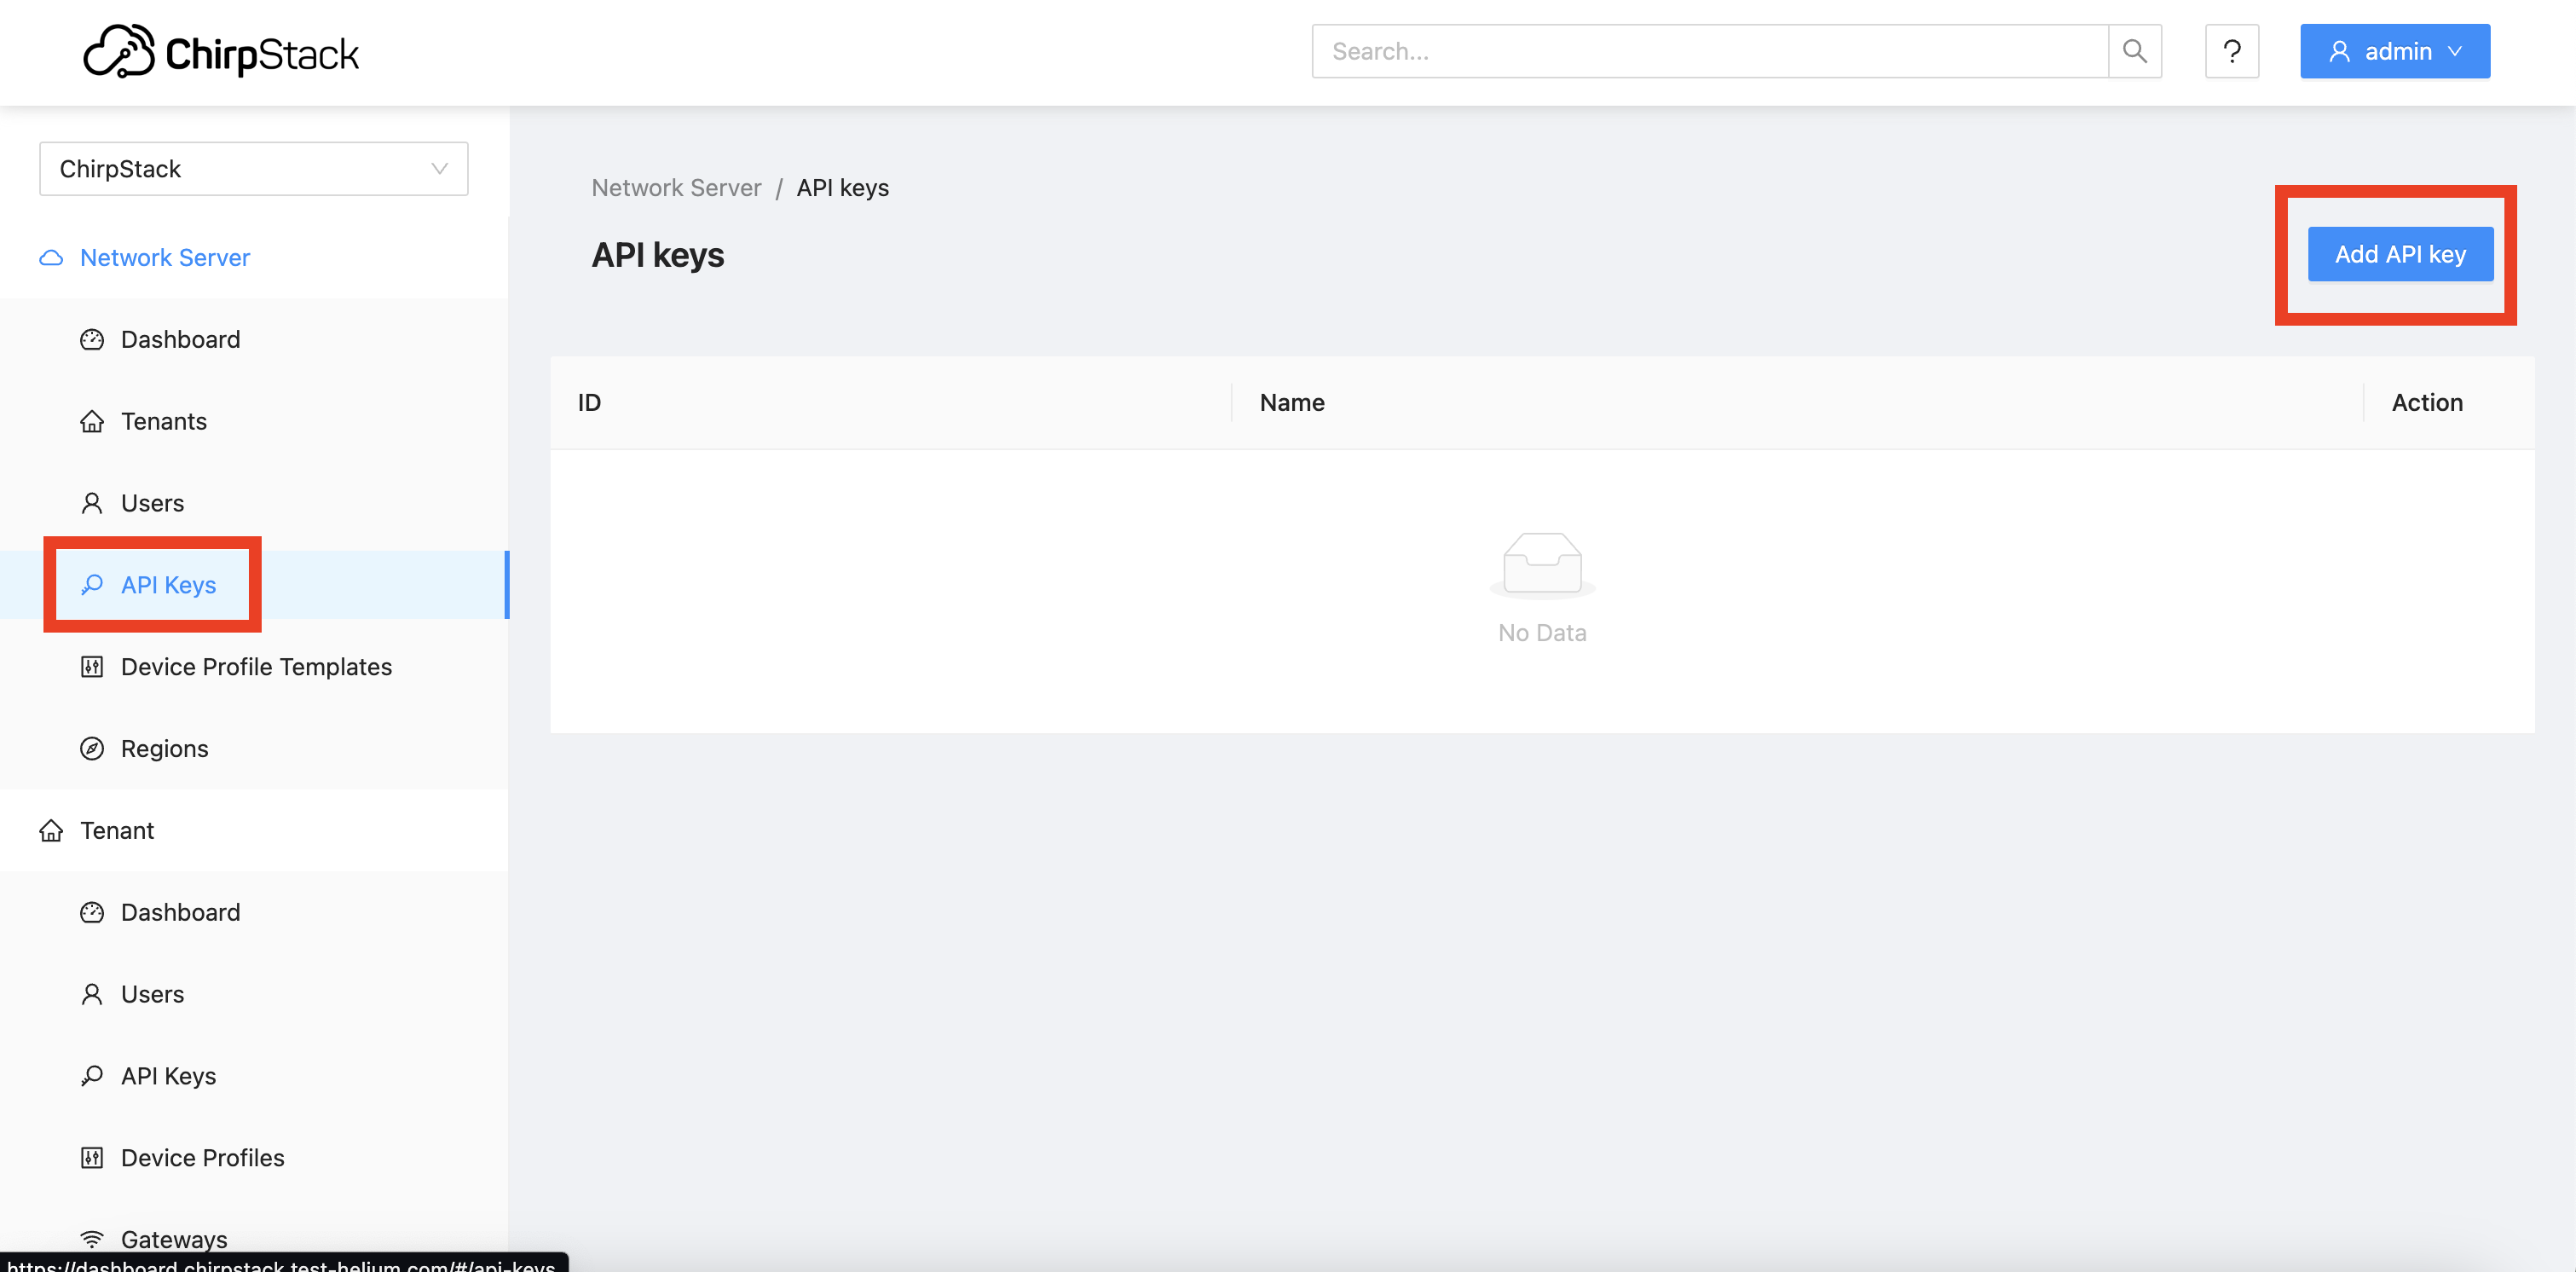 ChirpStack
Search...
?
admin
ChirpStack
Network Server
Dashboard
Tenants
Users
API Keys
Device Profile Templates
Regions
Tenant
Dashboard
Users
API Keys
Device Profiles
Gateways
https://dashboard.chirpstack.test-helium.com/#/api-keys
Network Server / API keys
API keys
Add API key
ID Name Action
No Data